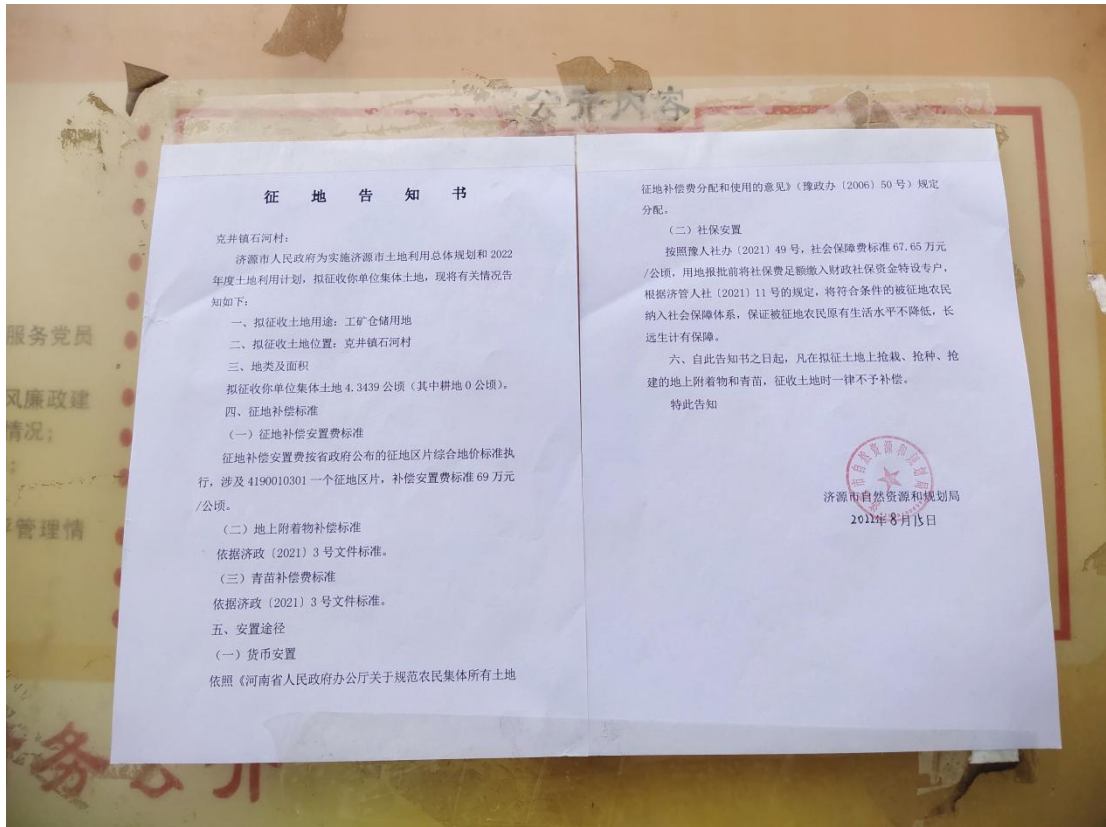 公开内容
服务党员
风廉政建
情况；
管理情
务公开
征地告知书
克井镇石河村：
济源市人民政府为实施济源市土地利用总体规划和2022
年度土地利用计划，拟征收你单位集体土地，现将有关情况告
知如下：
一、拟征收土地用途：工矿仓储用地
二、拟征收土地位置：克井镇石河村
三、地类及面积
拟征收你单位集体土地4.3439公顷（其中耕地0公顷）。
四、征地补偿标准
（一）征地补偿安置费标准
征地补偿安置费按省政府公布的征地区片综合地价标准执
行，涉及4190010301一个征地区片，补偿安置费标准69万元
/公顷。
（二）地上附着物补偿标准
依据济政〔2021〕3号文件标准。
（三）青苗补偿费标准
依据济政〔2021〕3号文件标准。
五、安置途径
（一）货币安置
依照《河南省人民政府办公厅关于规范农民集体所有土地
征地补偿费分配和使用的意见》（豫政办〔2006〕50号）规定
分配。
（二）社保安置
按照豫人社办〔2021〕49号，社会保障费标准67.65万元
/公顷，用地报批前将社保费足额缴入财政社保资金特设专户，
根据济管人社〔2021〕11号的规定，将符合条件的被征地农民
纳入社会保障体系，保证被征地农民原有生活水平不降低，长
远生计有保障。
六、自此告知书之日起，凡在拟征土地上抢栽、抢种、抢
建的地上附着物和青苗，征收土地时一律不予补偿。
特此告知
济源市自然资源和规划局
2022年8月15日